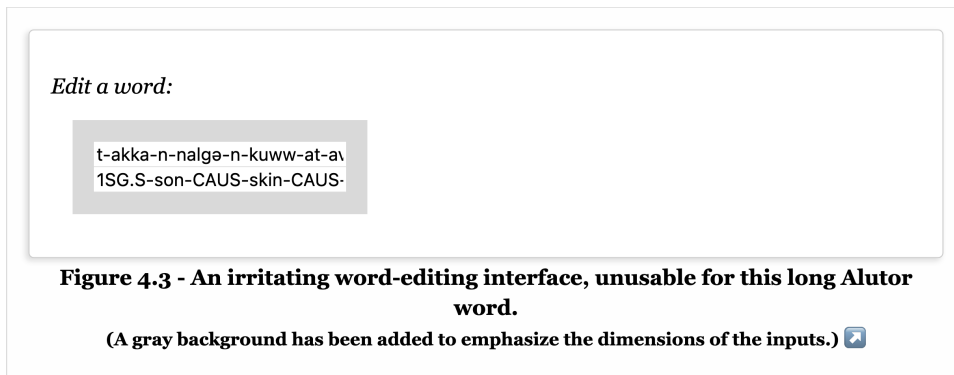 Edit a word:
t-akka-n-nalgə-n-kuww-at-av
1SG.S-son-CAUS-skin-CAUS-
Figure 4.3 - An irritating word-editing interface, unusable for this long Alutor
word.
(A gray background has been added to emphasize the dimensions of the inputs.)